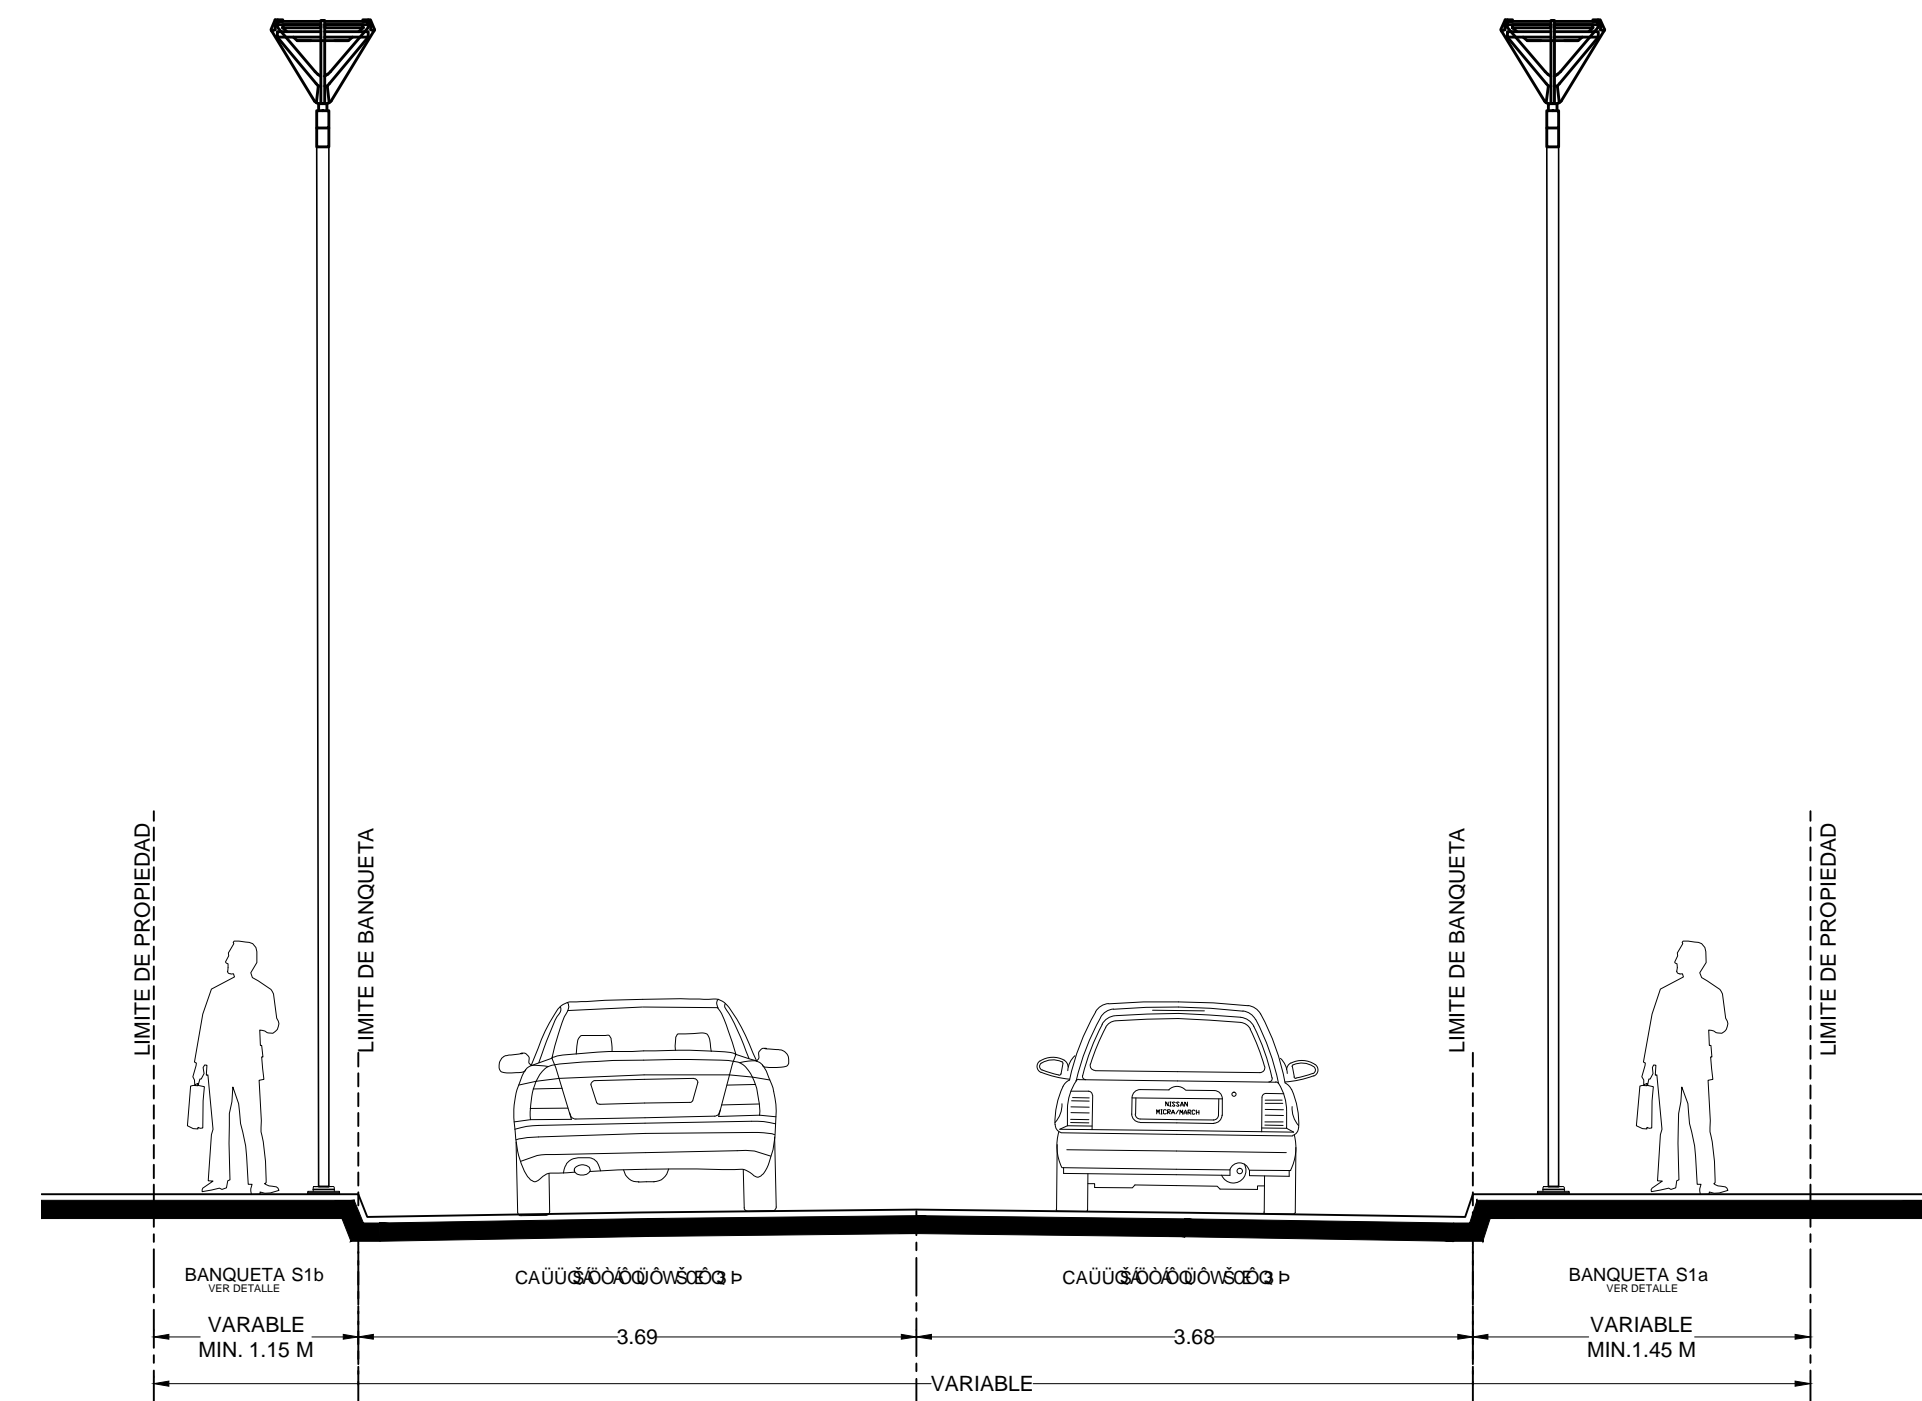 LIMITE DE PROPIEDAD
LIMITE DE BANQUETA
LIMITE DE BANQUETA
LIMITE DE PROPIEDAD
NISSAN
MICRA/MARCH
BANQUETA S1b
VER DETALLE
BANQUETA S1a
VER DETALLE
VARABLE
MIN. 1.15 M
3.69
3.68
VARIABLE
MIN.1.45 M
VARIABLE